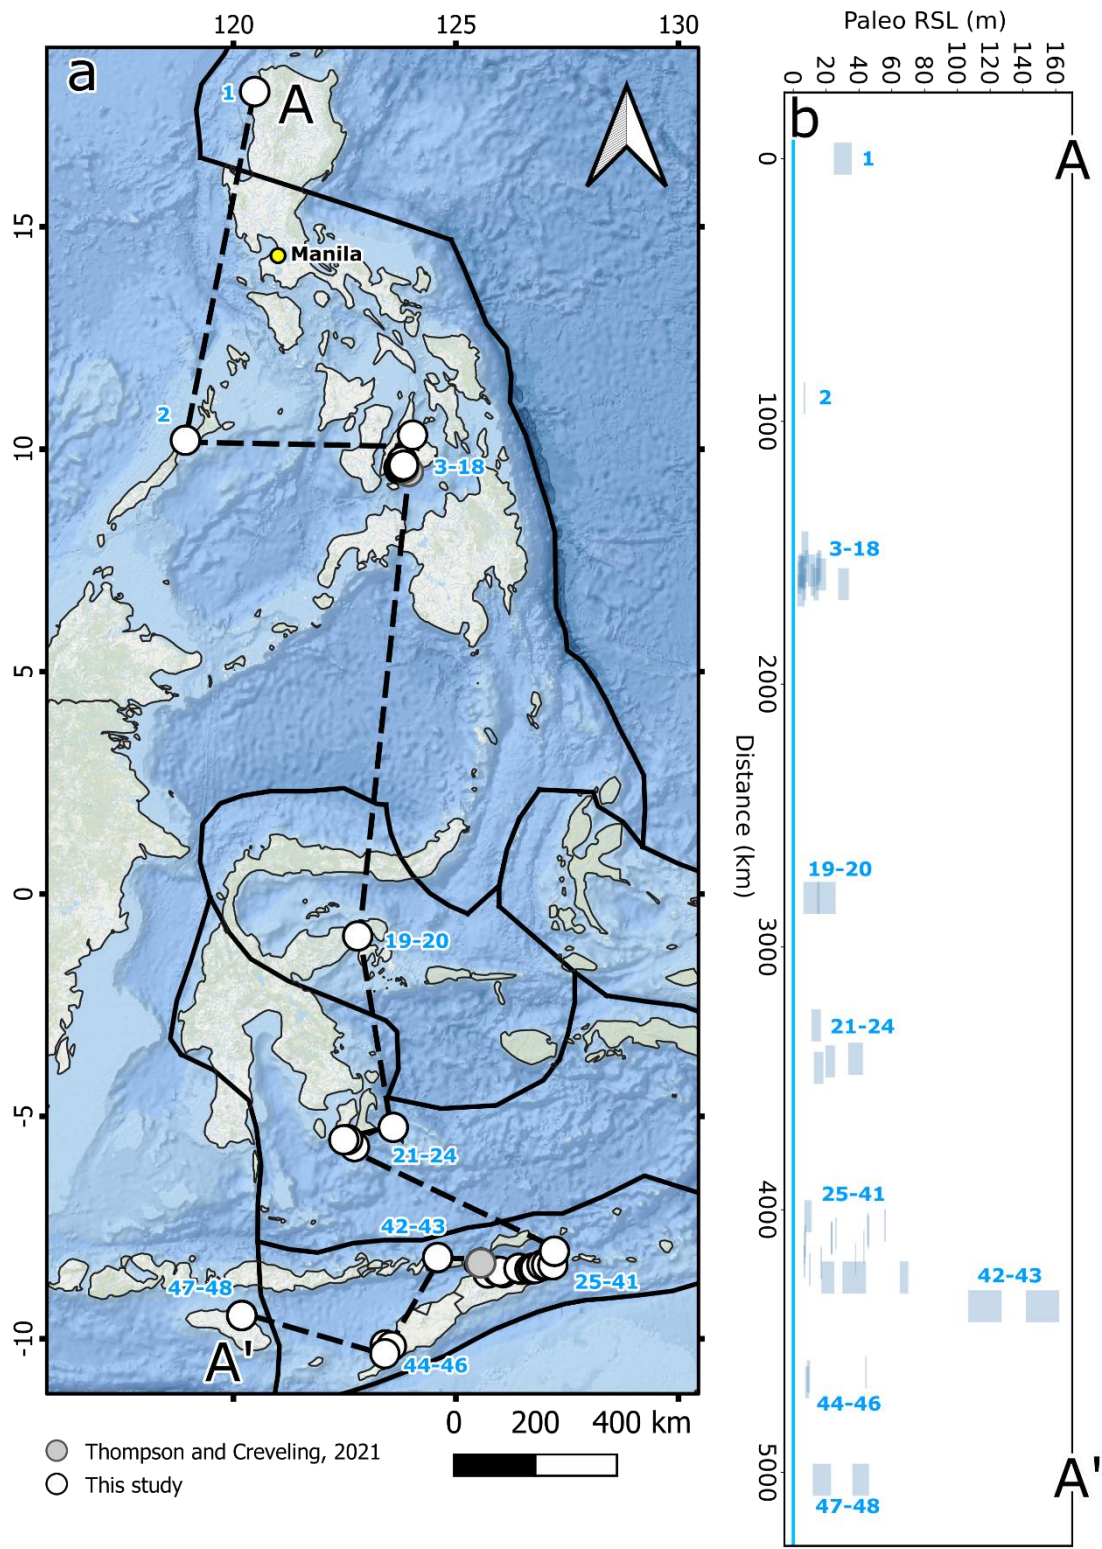 120 125 130
a
1
A
15
Manila
2
10
3-18
5
0
19-20
-5
21-24
42-43
25-41
47-48
A'
-10
44-46
0 200 400 km
Thompson and Creveling, 2021
This study
Paleo RSL (m)
0 20 40 60 80 100 120 140 160
b
A
0
1
2
1000
3-18
2000
Distance (km)
19-20
3000
21-24
25-41
4000
42-43
44-46
5000
A'
47-48